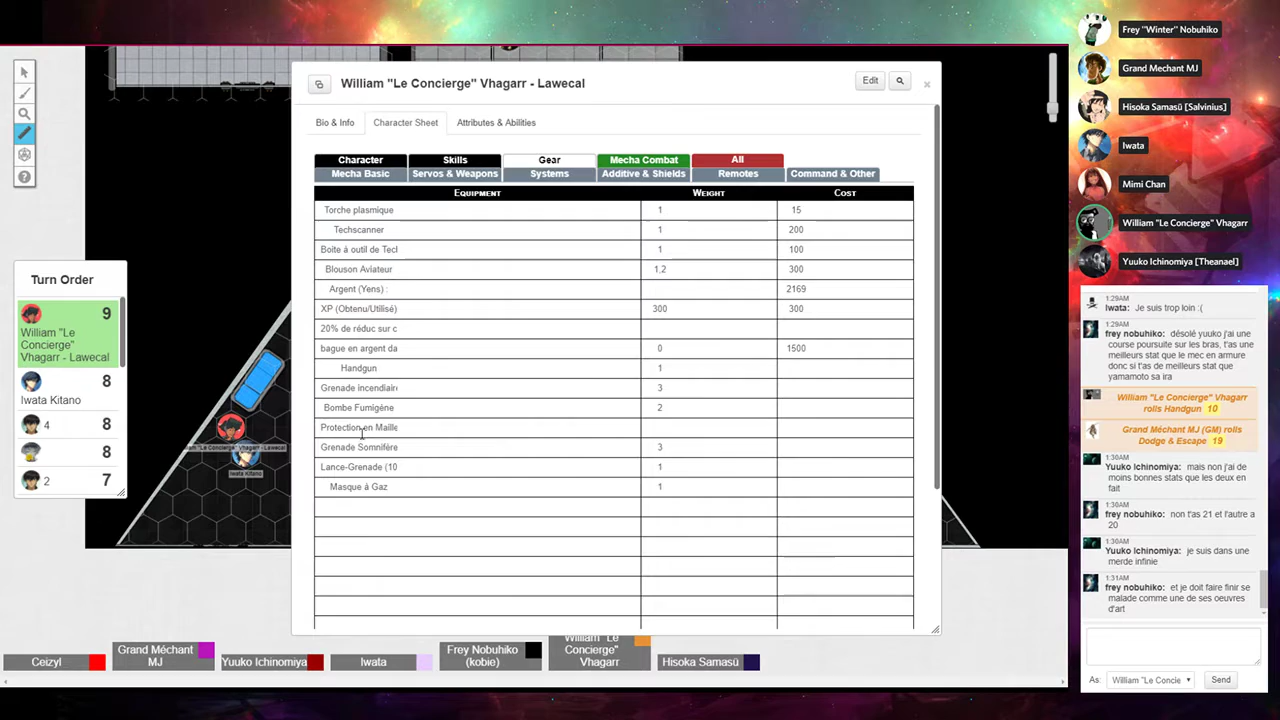 William "Le Concierge" Vhagarr - Lawecal
Edit
Bio & Info
Character Sheet
Attributes & Abilities
Character
Skills
Gear
Mecha Combat
All
Mecha Basic
Servos & Weapons
Systems
Additive & Shields
Remotes
Command & Other
Equipment Weight Cost
Torche plasmique 1 15
Techscanner 1 200
Boite à outil de Tecl 1 100
Blouson Aviateur 1,2 300
Argent (Yens) : 2169
XP (Obtenu/Utilisé) 300 300
20% de réduc sur c
bague en argent da 0 1500
Handgun 1
Grenade incendiaire 3
Bombe Fumigène 2
Protection en Maille
Grenade Somnifère 3
Lance-Grenade (10 1
Masque à Gaz 1
Turn Order
William "Le
Concierge"
Vhagarr - Lawecal
9
Iwata Kitano
8
4 8
8
2 7
William "Le Concierge" Vhagarr - Lawecal
Iwata Kitano
Ceizyl
Grand Méchant
MJ
Yuuko Ichinomiya
Iwata
Frey Nobuhiko
(kobie)
William "Le
Concierge"
Vhagarr
Hisoka Samasū
Frey "Winter" Nobuhiko
Grand Mechant MJ
Hisoka Samasū [Salvinius]
Iwata
Mimi Chan
William "Le Concierge" Vhagarr
Yuuko Ichinomiya [Theanael]
1:29AM
Iwata: Je suis trop loin :(
1:29AM
frey nobuhiko: désolé yuuko j'ai une
course poursuite sur les bras, t'as une
meilleurs stat que le mec en armure
donc si t'as de meilleurs stat que
yamamoto sa ira
William "Le Concierge" Vhagarr
rolls Handgun 10
Grand Méchant MJ (GM) rolls
Dodge & Escape 19
1:30AM
Yuuko Ichinomiya: mais non j'ai de
moins bonnes stats que les deux en
fait
1:30AM
frey nobuhiko: non t'as 21 et l'autre a
20
1:30AM
Yuuko Ichinomiya: je suis dans une
merde infinie
1:31AM
frey nobuhiko: et je doit faire finir se
malade comme une de ses oeuvres
d'art
As:
William "Le Concie
Send